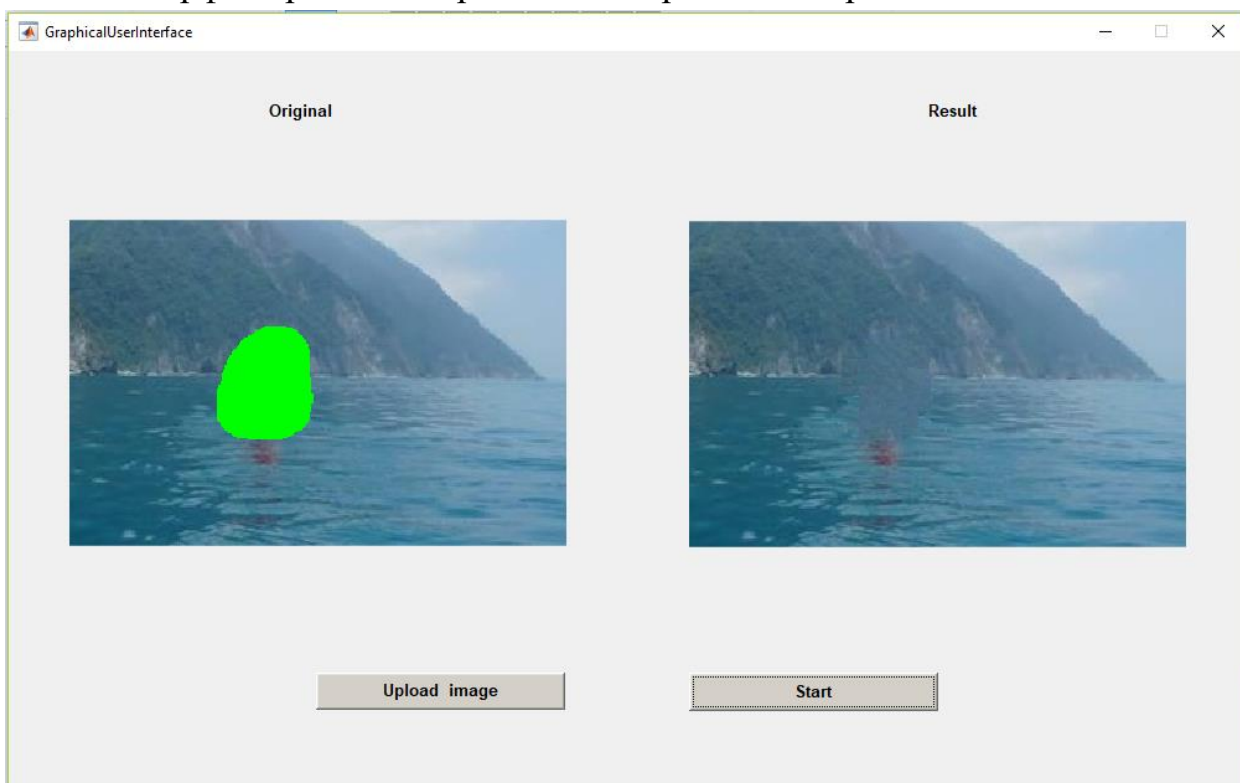 GraphicalUserInterface
Original
Result
Upload image
Start